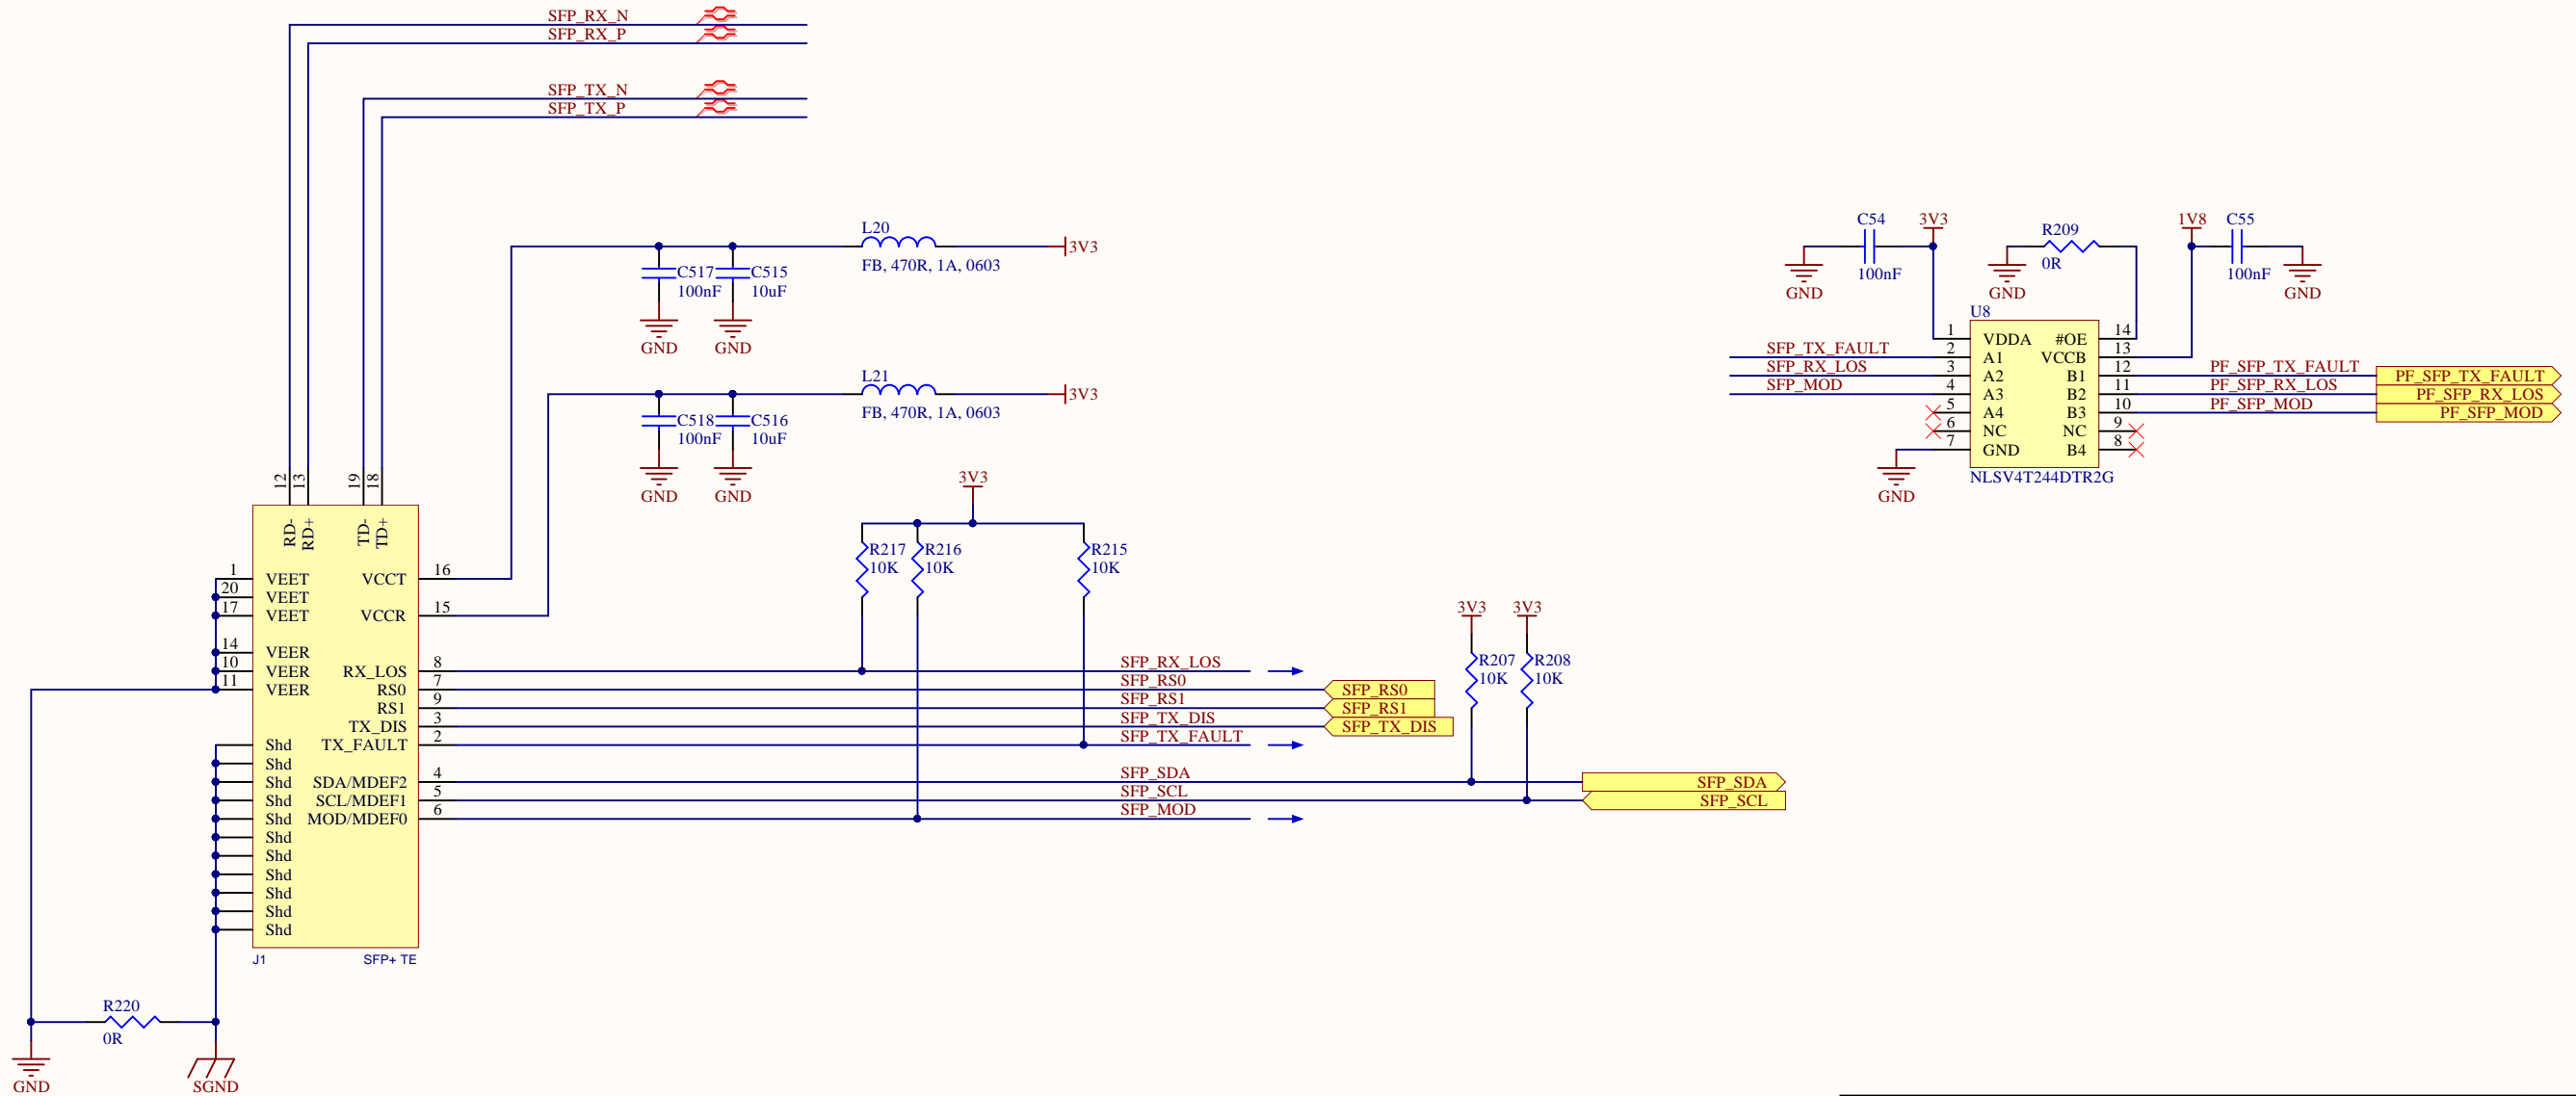 SFP_RX_N
SFP_RX_P
SFP_TX_N
SFP_TX_P
L20
FB, 470R, 1A, 0603
3V3
C517
100nF
C515
10uF
GND
GND
L21
FB, 470R, 1A, 0603
3V3
C518
100nF
C516
10uF
GND
GND
C54
100nF
3V3
GND
R209
0R
GND
1V8
C55
100nF
GND
U8
1 VDDA #OE 14
SFP_TX_FAULT 2 A1 VCCB 13
SFP_RX_LOS 3 A2 B1 12 PF_SFP_TX_FAULT PF_SFP_TX_FAULT
SFP_MOD 4 A3 B2 11 PF_SFP_RX_LOS PF_SFP_RX_LOS
5 A4 B3 10 PF_SFP_MOD PF_SFP_MOD
6 NC NC 9
7 GND B4 8
GND
NLSV4T244DTR2G
12 13 19 18
RD- RD+ TD- TD+
3V3
R217
10K
R216
10K
R215
10K
3V3
3V3
R207
10K
R208
10K
1 VEET VCCT 16
20 VEET
17 VEET VCCR 15
14 VEER
10 VEER RX_LOS 8 SFP_RX_LOS
11 VEER RS0 7 SFP_RS0 SFP_RS0
RS1 9 SFP_RS1 SFP_RS1
TX_DIS 3 SFP_TX_DIS SFP_TX_DIS
Shd TX_FAULT 2 SFP_TX_FAULT
Shd
Shd SDA/MDEF2 4 SFP_SDA SFP_SDA
Shd SCL/MDEF1 5 SFP_SCL SFP_SCL
Shd MOD/MDEF0 6 SFP_MOD
Shd
Shd
Shd
Shd
Shd
Shd
J1 SFP+ TE
R220
0R
GND
SGND